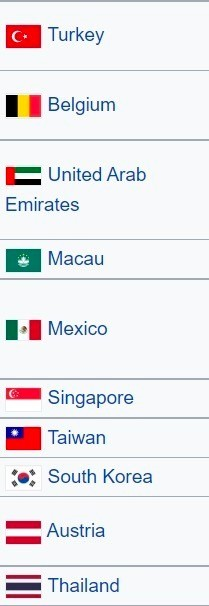 Turkey
Belgium
United Arab
Emirates
Macau
Mexico
Singapore
Taiwan
South Korea
Austria
Thailand